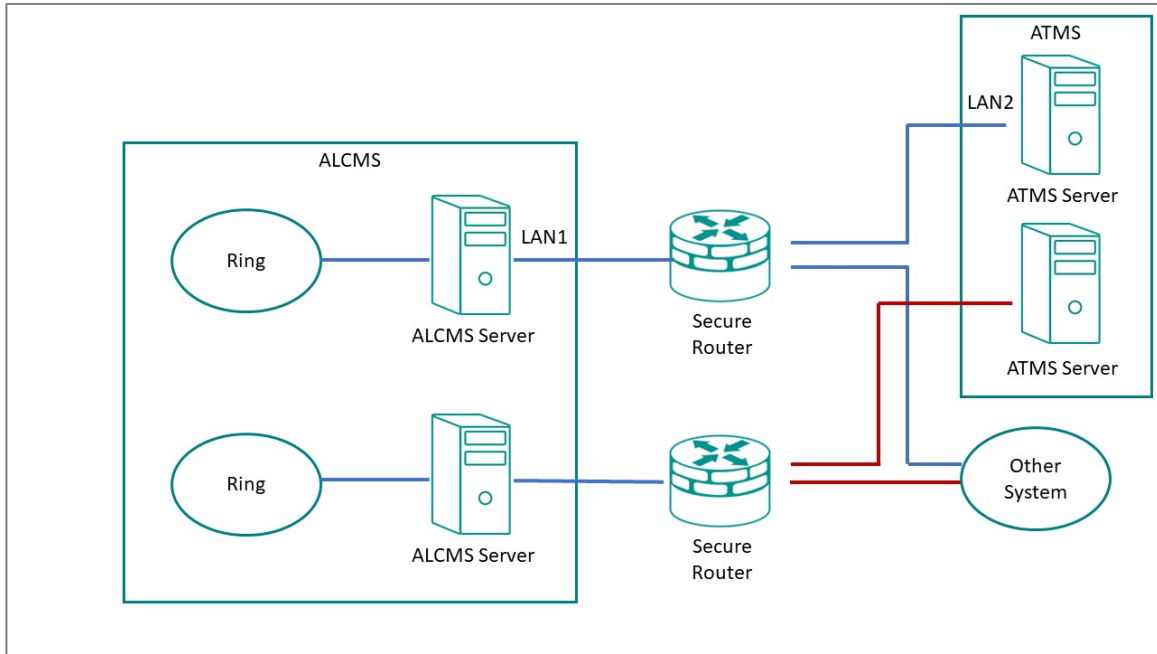 ATMS
LAN2
ATMS Server
ALCMS
Ring
LAN1
ALCMS Server
Secure
Router
ATMS Server
Ring
ALCMS Server
Secure
Router
Other
System